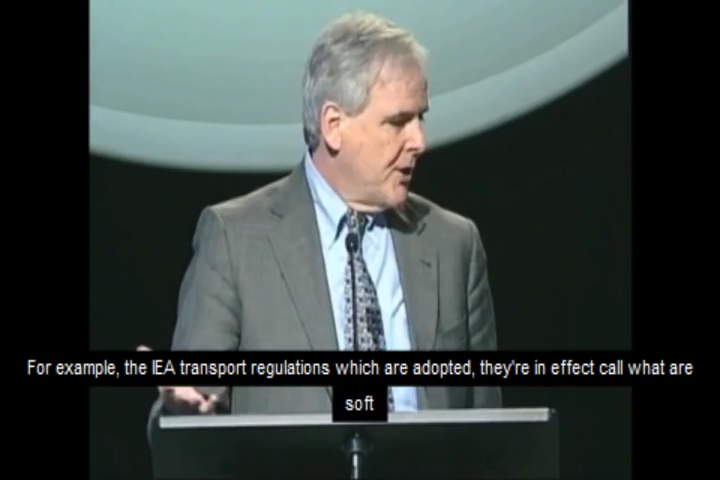 For example, the IEA transport regulations which are adopted, they're in effect call what are
soft